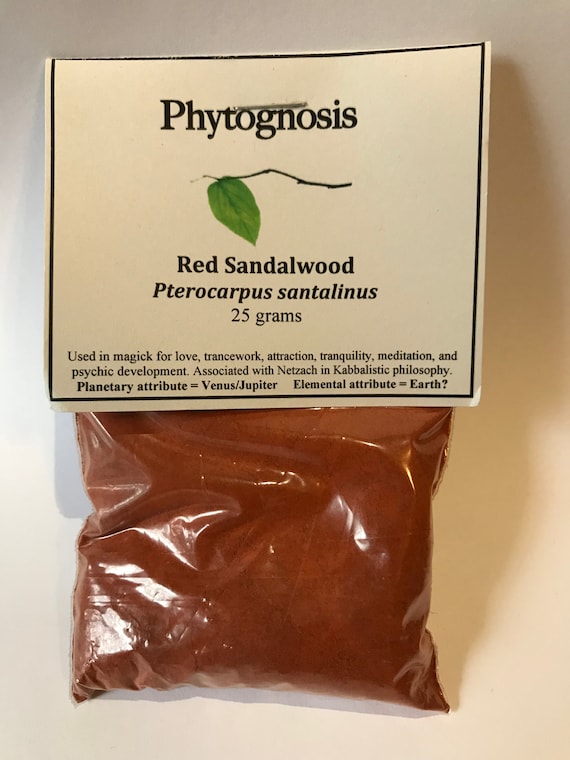 Phytognosis
Red Sandalwood
Pterocarpus santalinus
25 grams
Used in magick for love, trancework, attraction, tranquility, meditation, and
psychic development. Associated with Netzach in Kabbalistic philosophy.
Planetary attribute = Venus/Jupiter Elemental attribute = Earth?